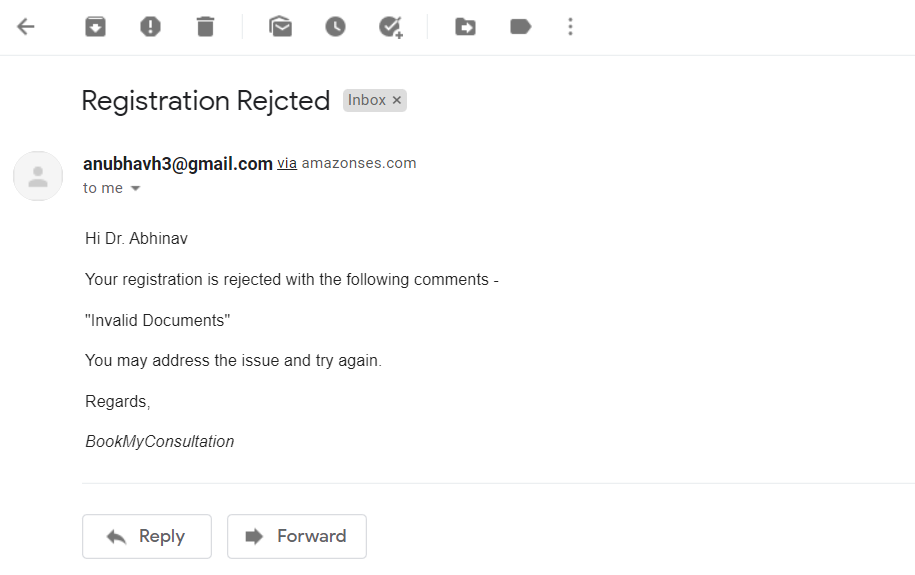 Registration Rejcted Inbox ×
anubhavh3@gmail.com via amazonses.com
to me
Hi Dr. Abhinav
Your registration is rejected with the following comments -
"Invalid Documents"
You may address the issue and try again.
Regards,
BookMyConsultation
Reply Forward